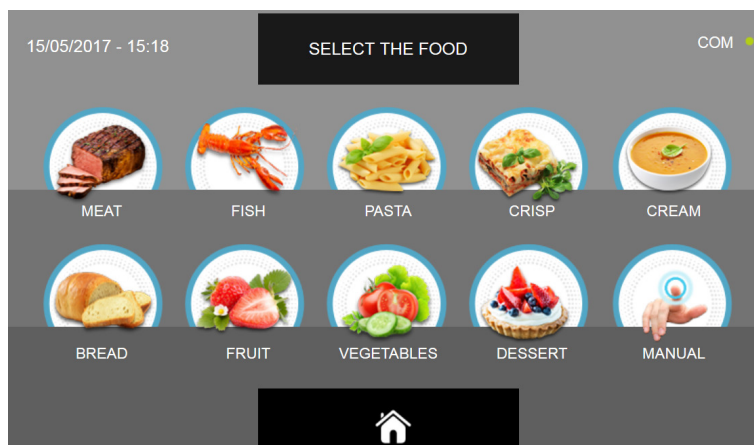 15/05/2017 - 15:18
SELECT THE FOOD
COM
MEAT
FISH
PASTA
CRISP
CREAM
BREAD
FRUIT
VEGETABLES
DESSERT
MANUAL